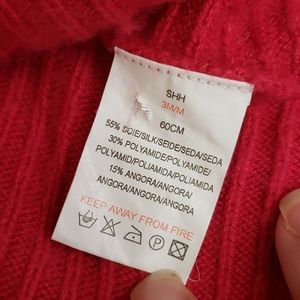 SHH
3M/M
60CM
55% SOIE/SILK/SEIDE/SEDA/SEDA
30% POLYAMIDE/POLYAMIDE/
POLYAMID/POLIAMIDA/POLIAMIDA
15% ANGORA/ANGORA/
ANGORA/ANGORA/ANGORA
KEEP AWAY FROM FIRE
P